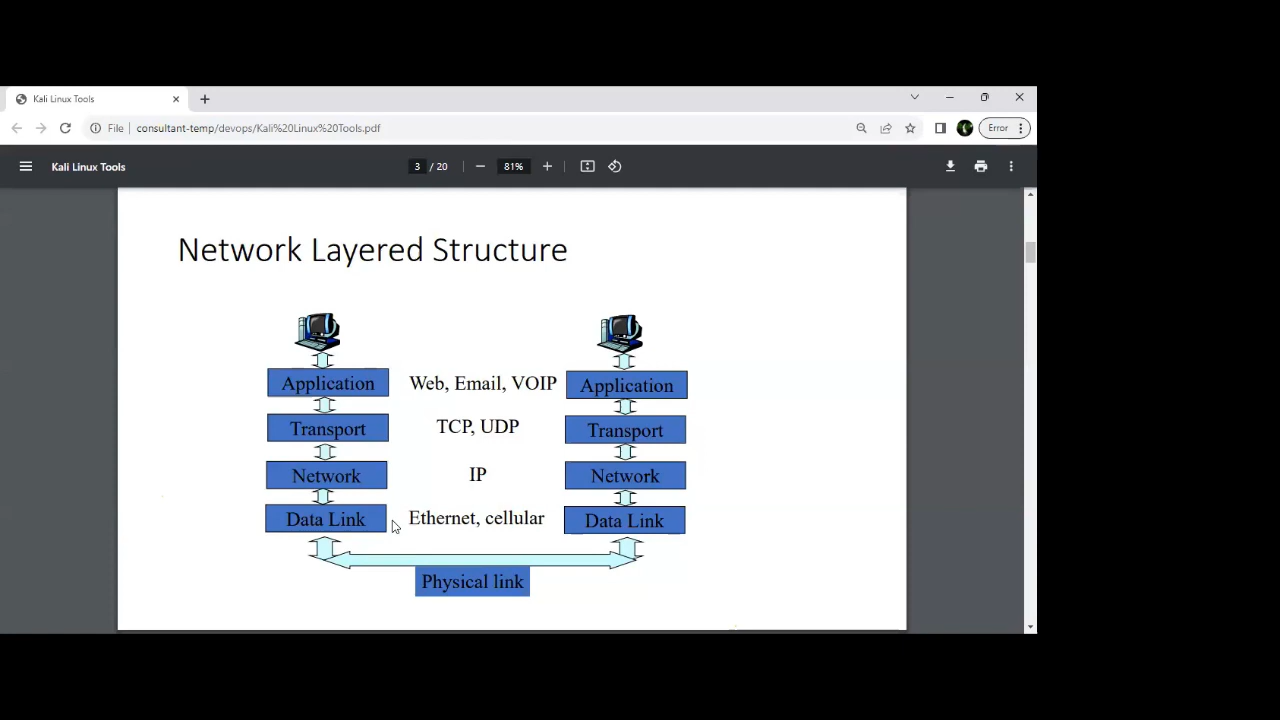 Kali Linux Tools
File consultant-temp/devops/Kali%20Linux%20Tools.pdf Error
Kali Linux Tools 3 / 20 81%
Network Layered Structure
Application Web, Email, VOIP Application
Transport TCP, UDP Transport
Network IP Network
Data Link Ethernet, cellular Data Link
Physical link